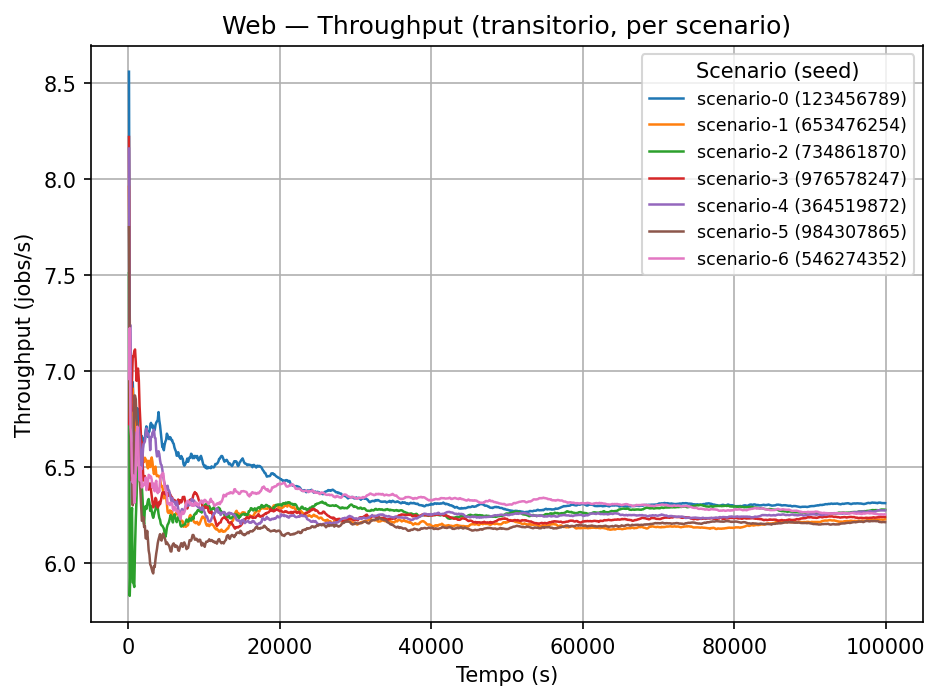 Web — Throughput (transitorio, per scenario)
Throughput (jobs/s)
8.5
8.0
7.5
7.0
6.5
6.0
Scenario (seed)
scenario-0 (123456789)
scenario-1 (653476254)
scenario-2 (734861870)
scenario-3 (976578247)
scenario-4 (364519872)
scenario-5 (984307865)
scenario-6 (546274352)
0 20000 40000 60000 80000 100000
Tempo (s)